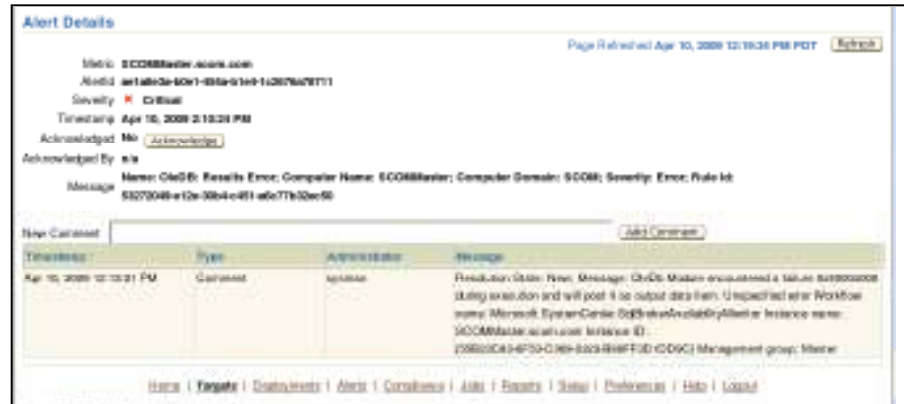 Alert Details
Page Refreshed Apr 10, 2009 12:19:34 PM PDT Refresh
Metric SCOMMaster.scom.com
AlertId
Severity Critical
Timestamp Apr 10, 2009 2:10:24 PM
Acknowledged No Acknowledge
Acknowledged By n/a
Message Name: OleDB: Results Error; Computer Name: SCOMMaster; Computer Domain: SCOM; Severity: Error; Rule Id:
New Comment Add Comment
Timestamp Type Administrator Message
Apr 10, 2009 12:13:21 PM Comment sysman Resolution State: New, Message: OleDb Module encountered a failure
during execution and will post it as output data item. Unspecified error Workflow
name: Microsoft.SystemCenter.SqlBrokerAvailabilityMonitor Instance name:
SCOMMaster.scom.com Instance ID:
Management group: Master
Home | Targets | Deployments | Alerts | Compliance | Jobs | Reports | Setup | Preferences | Help | Logout